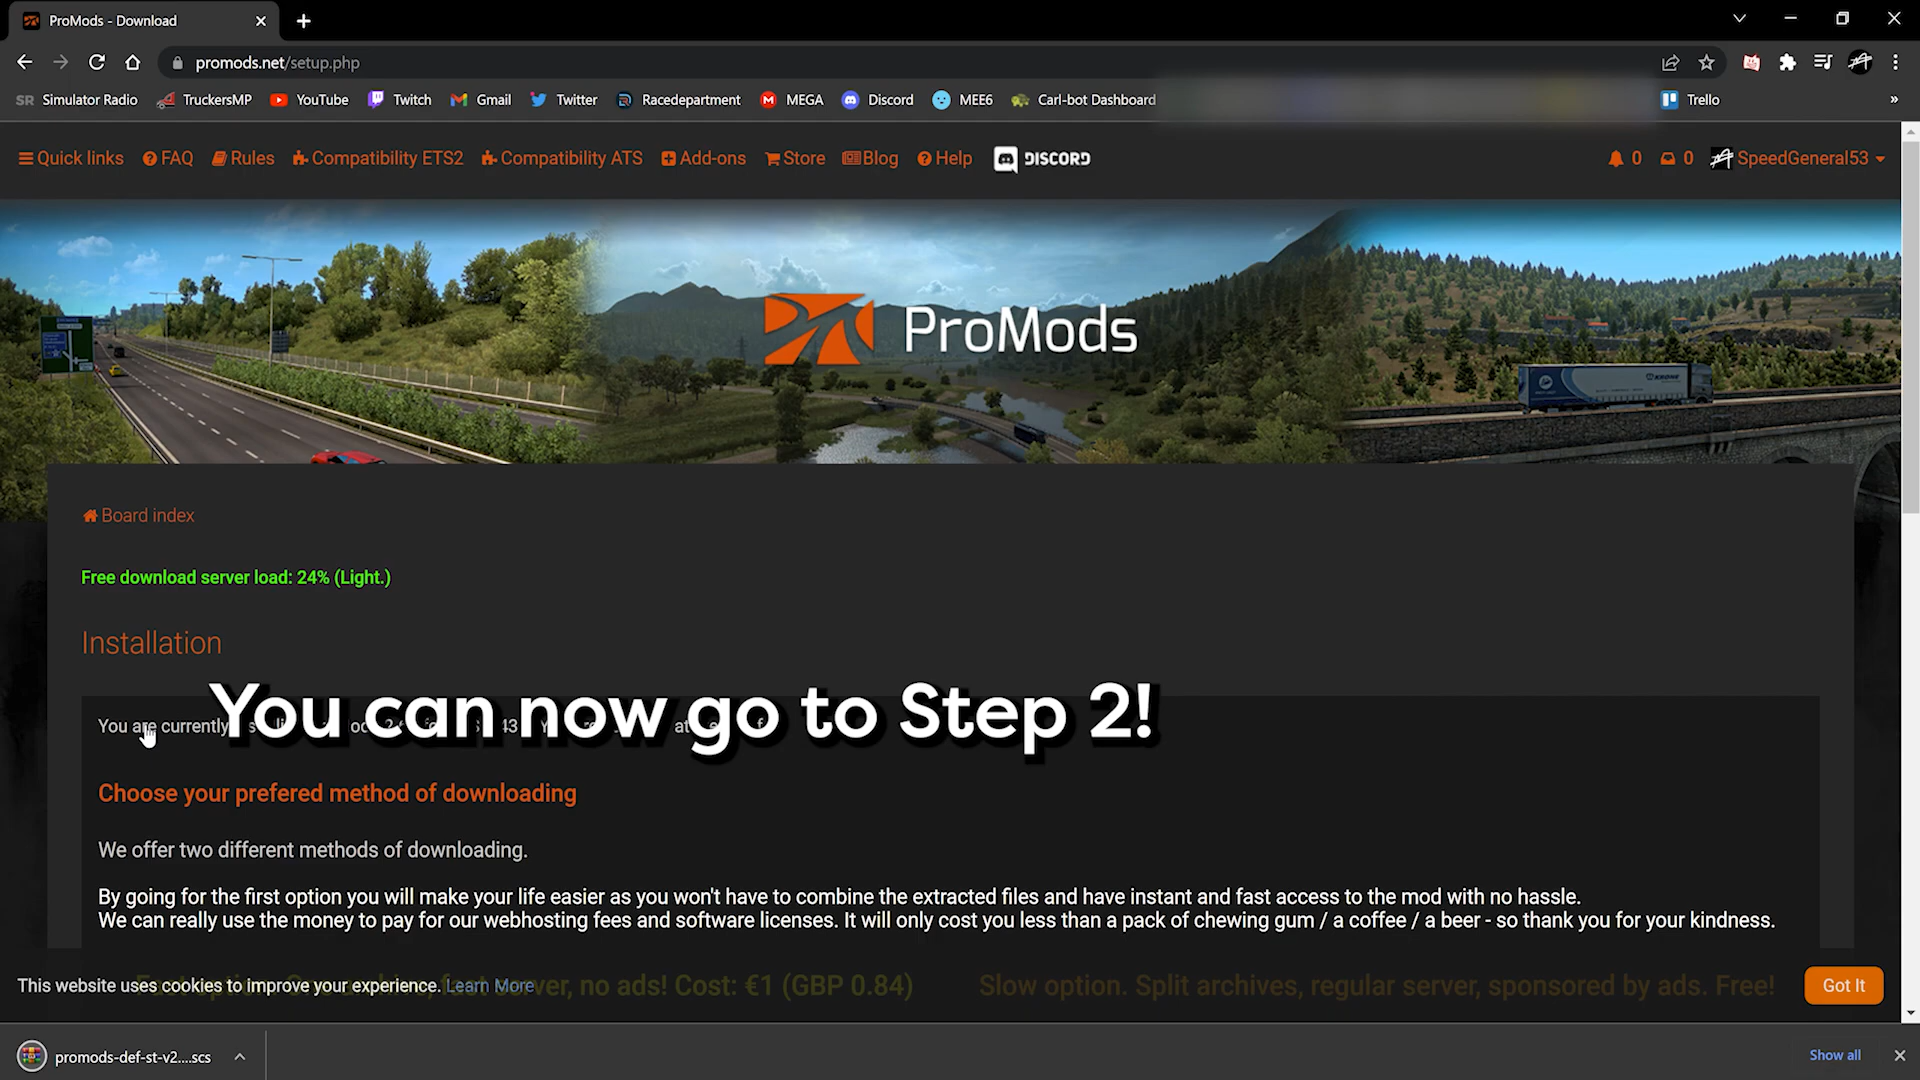 ProMods - Download
promods.net/setup.php
SR Simulator Radio TruckersMP YouTube Twitch Gmail Twitter Racedepartment MEGA Discord MEE6 Carl-bot Dashboard Trello »
Quick links FAQ Rules Compatibility ETS2 Compatibility ATS Add-ons Store Blog Help DISCORD 0 0 SpeedGeneral53
ProMods
Board index
Free download server load: 24% (Light.)
Installation
You can now go to Step 2!
You are currently
Choose your prefered method of downloading
We offer two different methods of downloading.
By going for the first option you will make your life easier as you won't have to combine the extracted files and have instant and fast access to the mod with no hassle.
We can really use the money to pay for our webhosting fees and software licenses. It will only cost you less than a pack of chewing gum / a coffee / a beer - so thank you for your kindness.
This website uses cookies to improve your experience. Learn More
server, no ads! Cost: €1 (GBP 0.84) Slow option. Split archives, regular server, sponsored by ads. Free!
Got It
promods-def-st-v2....scs
Show all